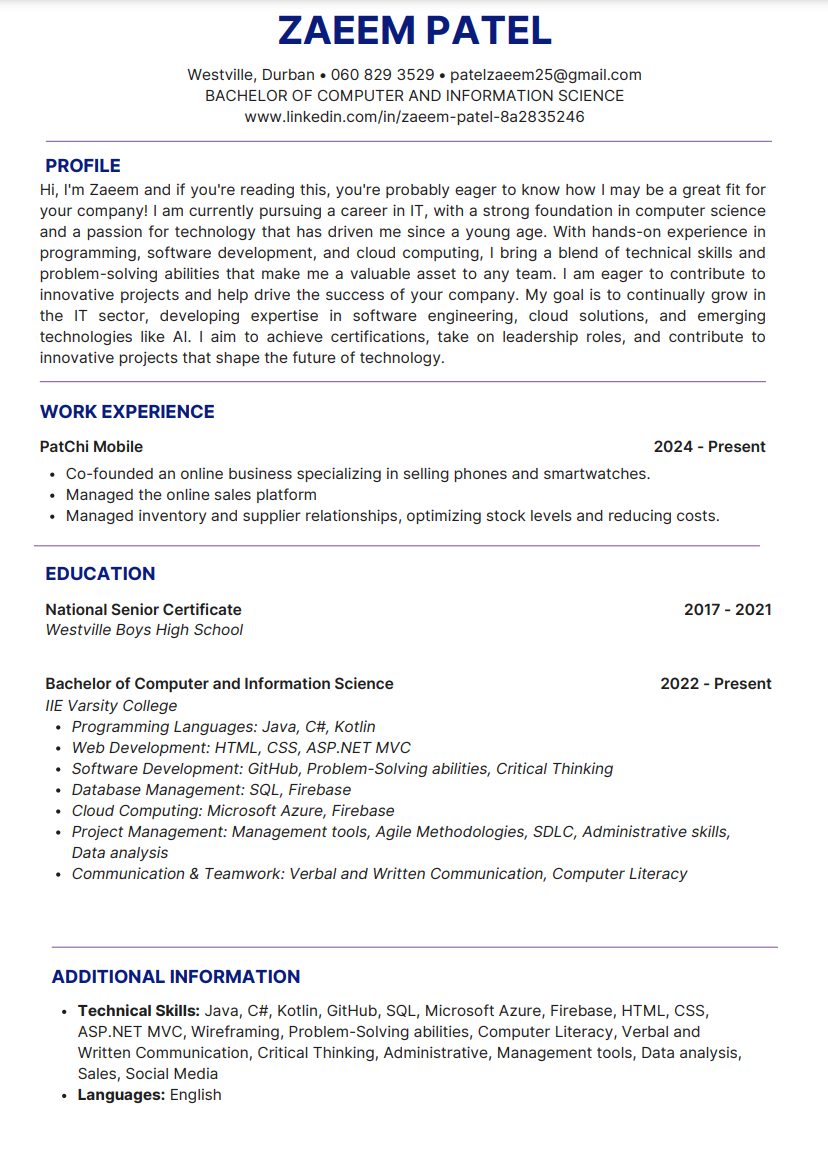 ZAEEM PATEL
Westville, Durban • 060 829 3529 • patelzaeem25@gmail.com
BACHELOR OF COMPUTER AND INFORMATION SCIENCE
www.linkedin.com/in/zaeem-patel-8a2835246
PROFILE
Hi, I'm Zaeem and if you're reading this, you're probably eager to know how I may be a great fit for
your company! I am currently pursuing a career in IT, with a strong foundation in computer science
and a passion for technology that has driven me since a young age. With hands-on experience in
programming, software development, and cloud computing, I bring a blend of technical skills and
problem-solving abilities that make me a valuable asset to any team. I am eager to contribute to
innovative projects and help drive the success of your company. My goal is to continually grow in
the IT sector, developing expertise in software engineering, cloud solutions, and emerging
technologies like AI. I aim to achieve certifications, take on leadership roles, and contribute to
innovative projects that shape the future of technology.
WORK EXPERIENCE
PatChi Mobile 2024 - Present
• Co-founded an online business specializing in selling phones and smartwatches.
• Managed the online sales platform
• Managed inventory and supplier relationships, optimizing stock levels and reducing costs.
EDUCATION
National Senior Certificate 2017 - 2021
Westville Boys High School
Bachelor of Computer and Information Science 2022 - Present
IIE Varsity College
• Programming Languages: Java, C#, Kotlin
• Web Development: HTML, CSS, ASP.NET MVC
• Software Development: GitHub, Problem-Solving abilities, Critical Thinking
• Database Management: SQL, Firebase
• Cloud Computing: Microsoft Azure, Firebase
• Project Management: Management tools, Agile Methodologies, SDLC, Administrative skills,
Data analysis
• Communication & Teamwork: Verbal and Written Communication, Computer Literacy
ADDITIONAL INFORMATION
• Technical Skills: Java, C#, Kotlin, GitHub, SQL, Microsoft Azure, Firebase, HTML, CSS,
ASP.NET MVC, Wireframing, Problem-Solving abilities, Computer Literacy, Verbal and
Written Communication, Critical Thinking, Administrative, Management tools, Data analysis,
Sales, Social Media
• Languages: English